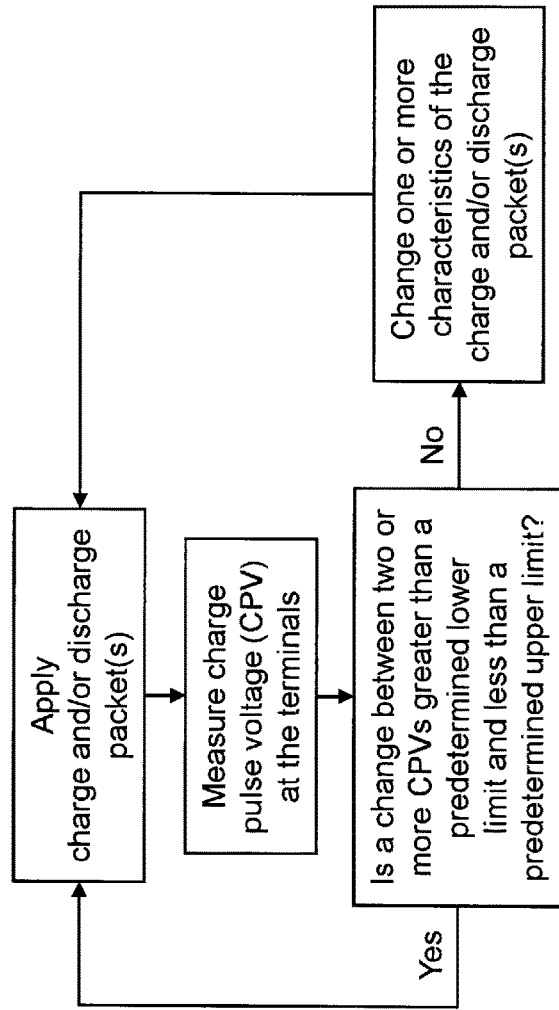 Apply
charge and/or discharge
packet(s)
Measure charge
pulse voltage (CPV)
at the terminals
Is a change between two or
more CPVs greater than a
predetermined lower
limit and less than a
predetermined upper limit?
Yes
No
Change one or more
characteristics of the
charge and/or discharge
packet(s)